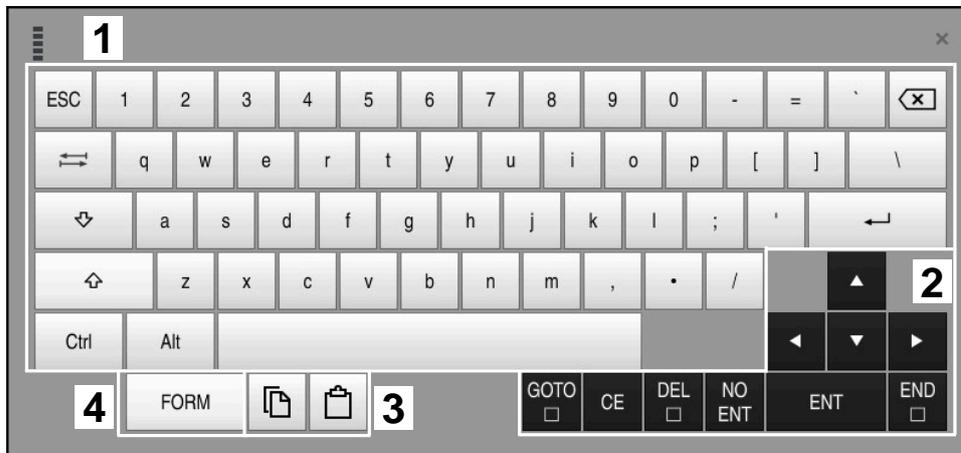 1
×
ESC 1 2 3 4 5 6 7 8 9 0 - = `
q w e r t y u i o p [ ] \
a s d f g h j k l ; '
z x c v b n m , • / 2
Ctrl Alt
4 FORM 3 GOTO CE DEL NO ENT ENT END